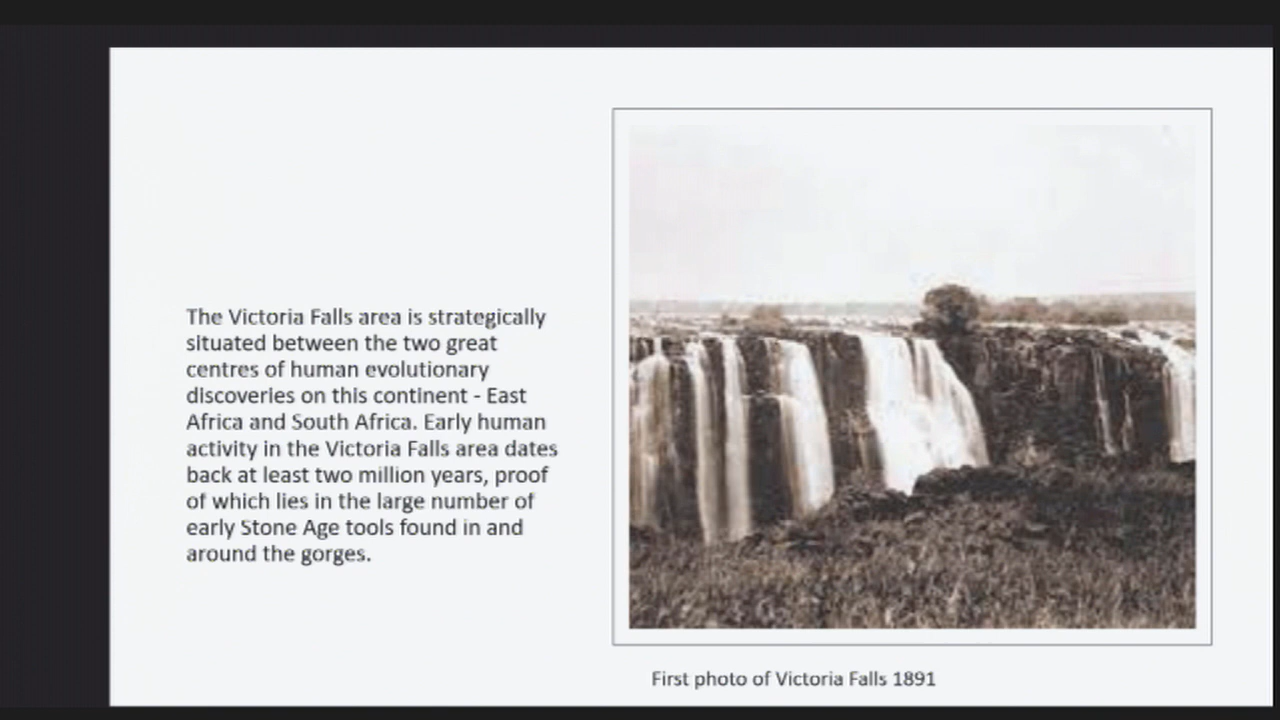 The Victoria Falls area is strategically
situated between the two great
centres of human evolutionary
discoveries on this continent - East
Africa and South Africa. Early human
activity in the Victoria Falls area dates
back at least two million years, proof
of which lies in the large number of
early Stone Age tools found in and
around the gorges.
First photo of Victoria Falls 1891